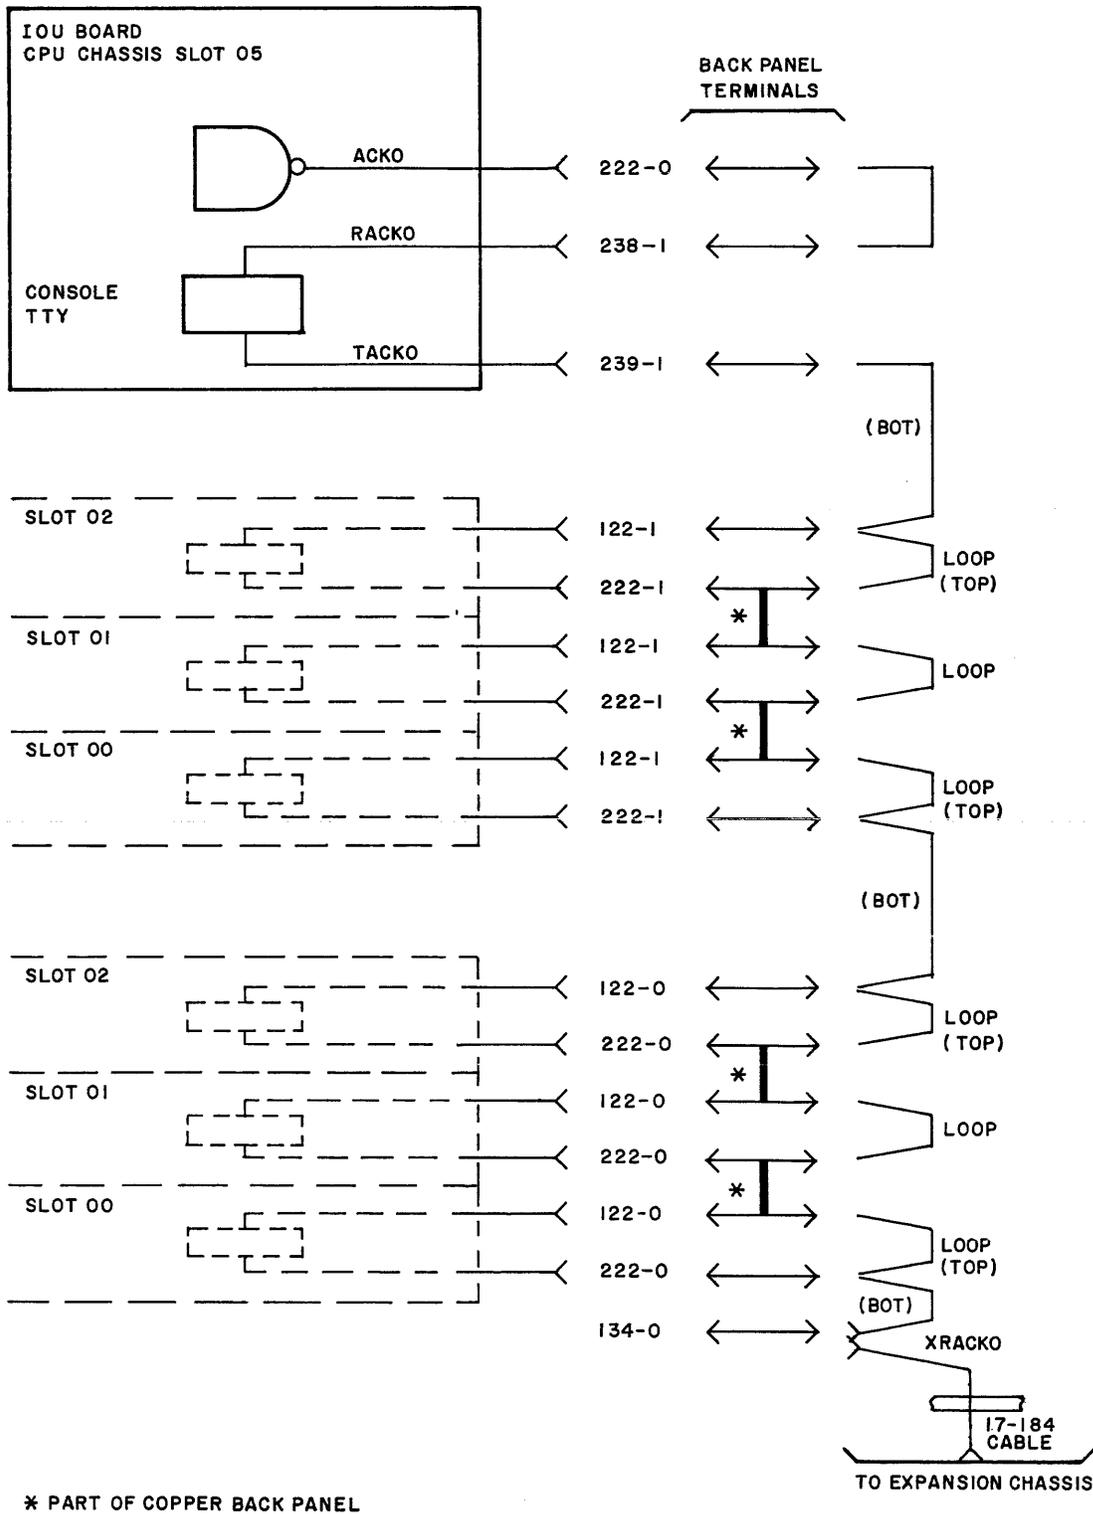 IOU BOARD
CPU CHASSIS SLOT 05
BACK PANEL
TERMINALS
ACKO
222-0
RACKO
238-1
CONSOLE
TTY
TACKO
239-1
(BOT)
SLOT 02
122-1
LOOP
(TOP)
222-1
*
SLOT 01
122-1
LOOP
222-1
*
SLOT 00
122-1
LOOP
(TOP)
222-1
(BOT)
SLOT 02
122-0
LOOP
(TOP)
222-0
*
SLOT 01
122-0
LOOP
222-0
*
SLOT 00
122-0
LOOP
(TOP)
222-0
(BOT)
134-0
XRACKO
17-184
CABLE
TO EXPANSION CHASSIS
* PART OF COPPER BACK PANEL